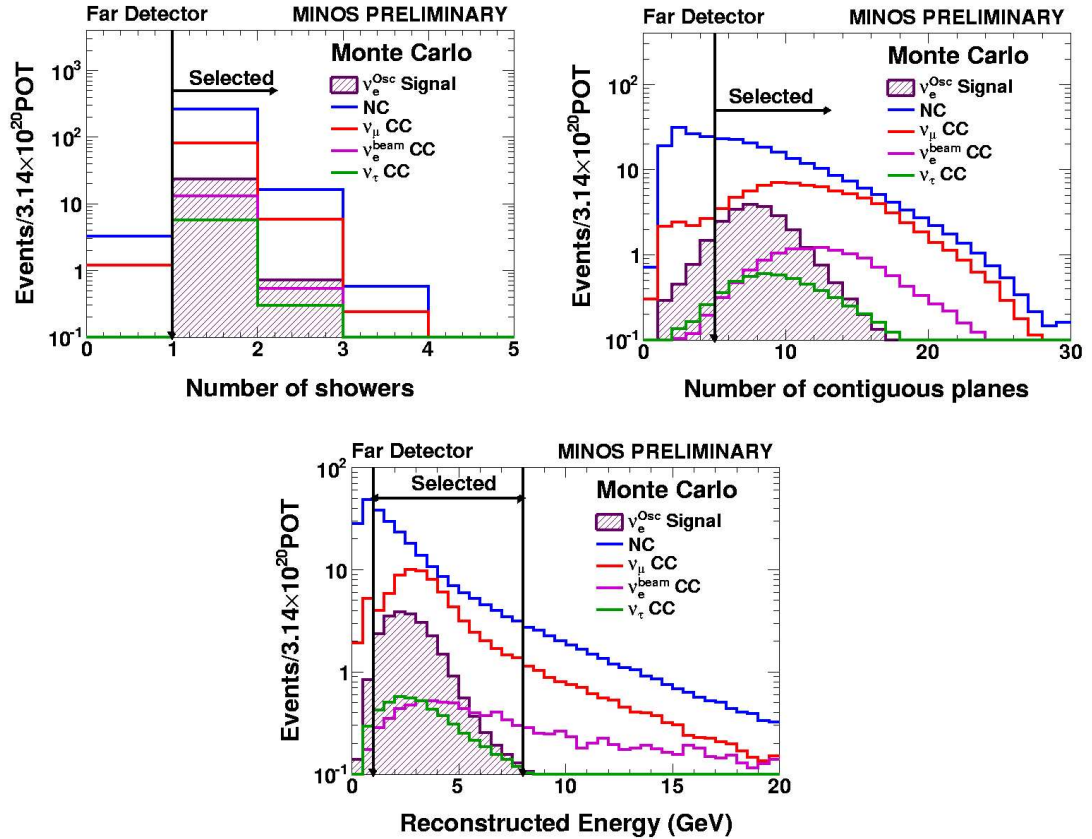 Far Detector MINOS PRELIMINARY
Monte Carlo
Selected
ν_e^Osc Signal
NC
ν_μ CC
ν_e^beam CC
ν_τ CC
Events/3.14×10^20POT
10^3
10^2
10
1
10^-1
0 1 2 3 4 5
Number of showers
Far Detector MINOS PRELIMINARY
Monte Carlo
ν_e^Osc Signal
Selected
NC
ν_μ CC
ν_e^beam CC
ν_τ CC
Events/3.14×10^20POT
10^2
10
1
10^-1
0 10 20 30
Number of contiguous planes
Far Detector MINOS PRELIMINARY
Selected
Monte Carlo
ν_e^Osc Signal
NC
ν_μ CC
ν_e^beam CC
ν_τ CC
Events/3.14×10^20POT
10^2
10
1
10^-1
0 5 10 15 20
Reconstructed Energy (GeV)